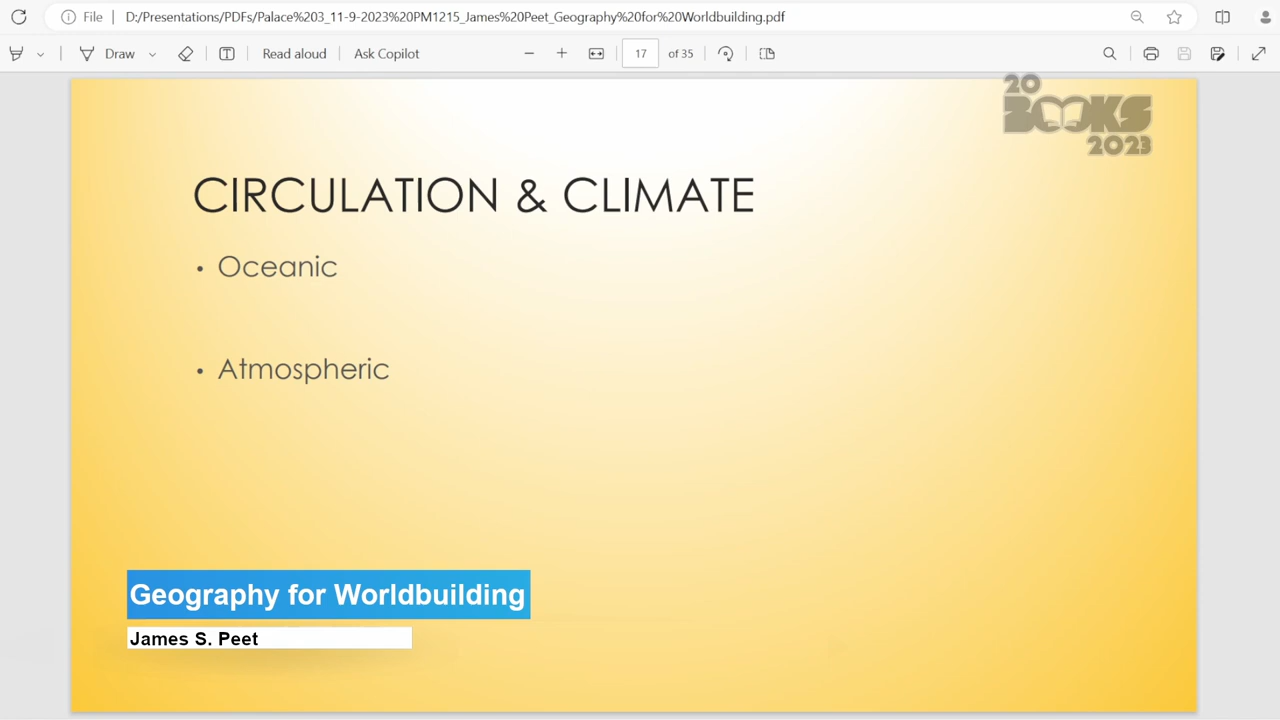 File D:/Presentations/PDFs/Palace%203_11-9-2023%20PM1215_James%20Peet_Geography%20for%20Worldbuilding.pdf
Draw Read aloud Ask Copilot 17 of 35
20
BOOKS
2023
CIRCULATION & CLIMATE
• Oceanic
• Atmospheric
Geography for Worldbuilding
James S. Peet